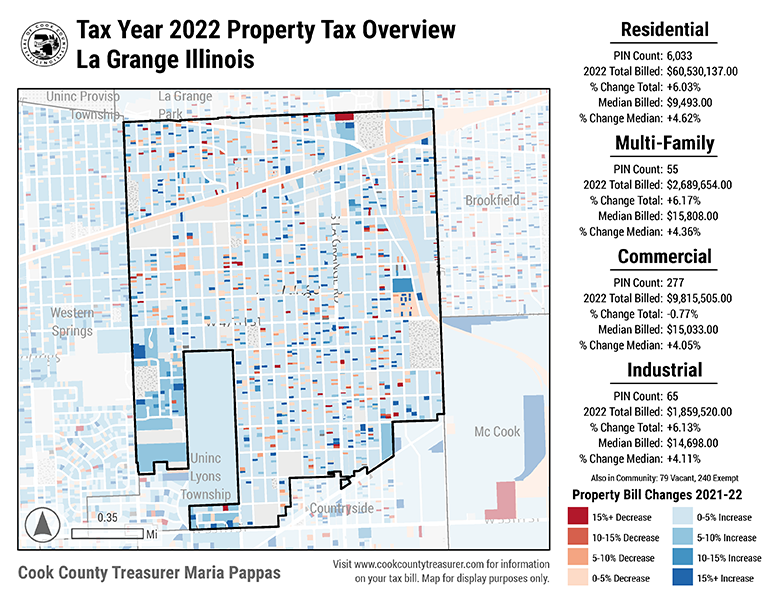 Tax Year 2022 Property Tax Overview
La Grange Illinois
Uninc Proviso
Township
La Grange
Park
Brookfield
Western
Springs
Uninc
Lyons
Township
Countryside
Mc Cook
0.35
Mi
Cook County Treasurer Maria Pappas
Visit www.cookcountytreasurer.com for information
on your tax bill. Map for display purposes only.
Residential
PIN Count: 6,033
2022 Total Billed: $60,530,137.00
% Change Total: +6.03%
Median Billed: $9,493.00
% Change Median: +4.62%
Multi-Family
PIN Count: 55
2022 Total Billed: $2,689,654.00
% Change Total: +6.17%
Median Billed: $15,808.00
% Change Median: +4.36%
Commercial
PIN Count: 277
2022 Total Billed: $9,815,505.00
% Change Total: -0.77%
Median Billed: $15,033.00
% Change Median: +4.05%
Industrial
PIN Count: 65
2022 Total Billed: $1,859,520.00
% Change Total: +6.13%
Median Billed: $14,698.00
% Change Median: +4.11%
Also in Community: 79 Vacant, 240 Exempt
Property Bill Changes 2021-22
15%+ Decrease
10-15% Decrease
5-10% Decrease
0-5% Decrease
0-5% Increase
5-10% Increase
10-15% Increase
15%+ Increase